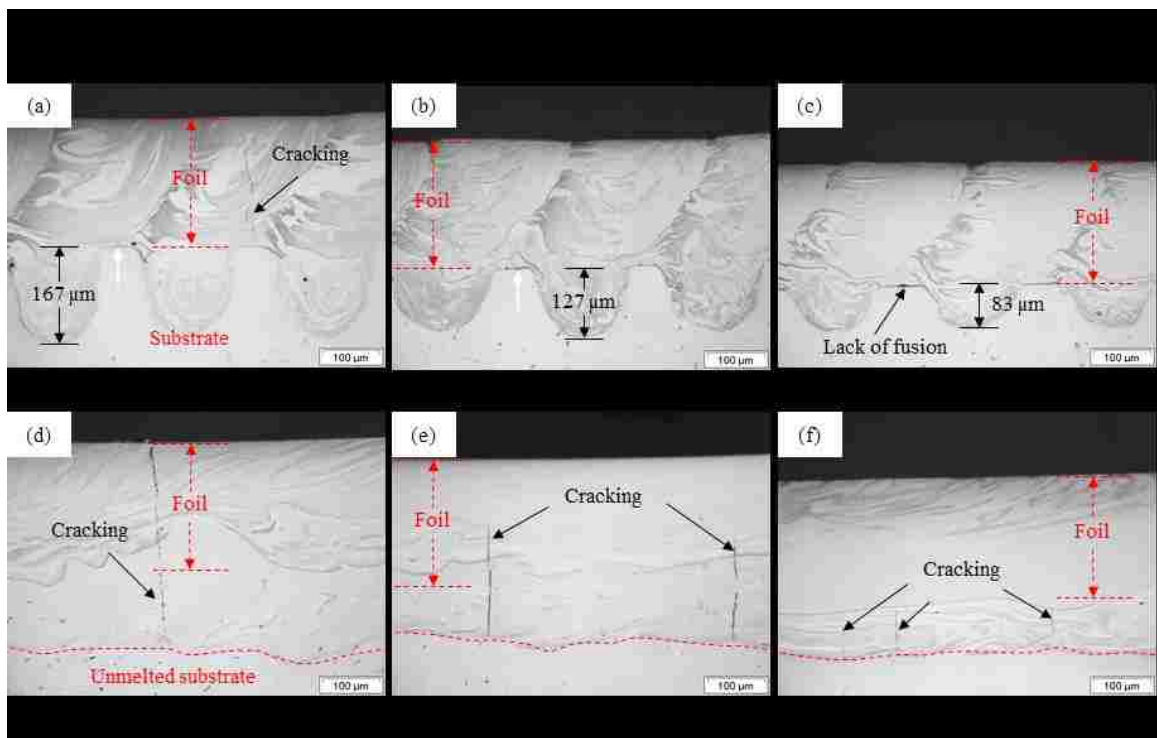 (a)
Cracking
Foil
167 μm
Substrate
100 μm
(b)
Foil
127 μm
100 μm
(c)
Foil
83 μm
Lack of fusion
100 μm
(d)
Foil
Cracking
Unmelted substrate
100 μm
(e)
Cracking
Foil
100 μm
(f)
Foil
Cracking
100 μm